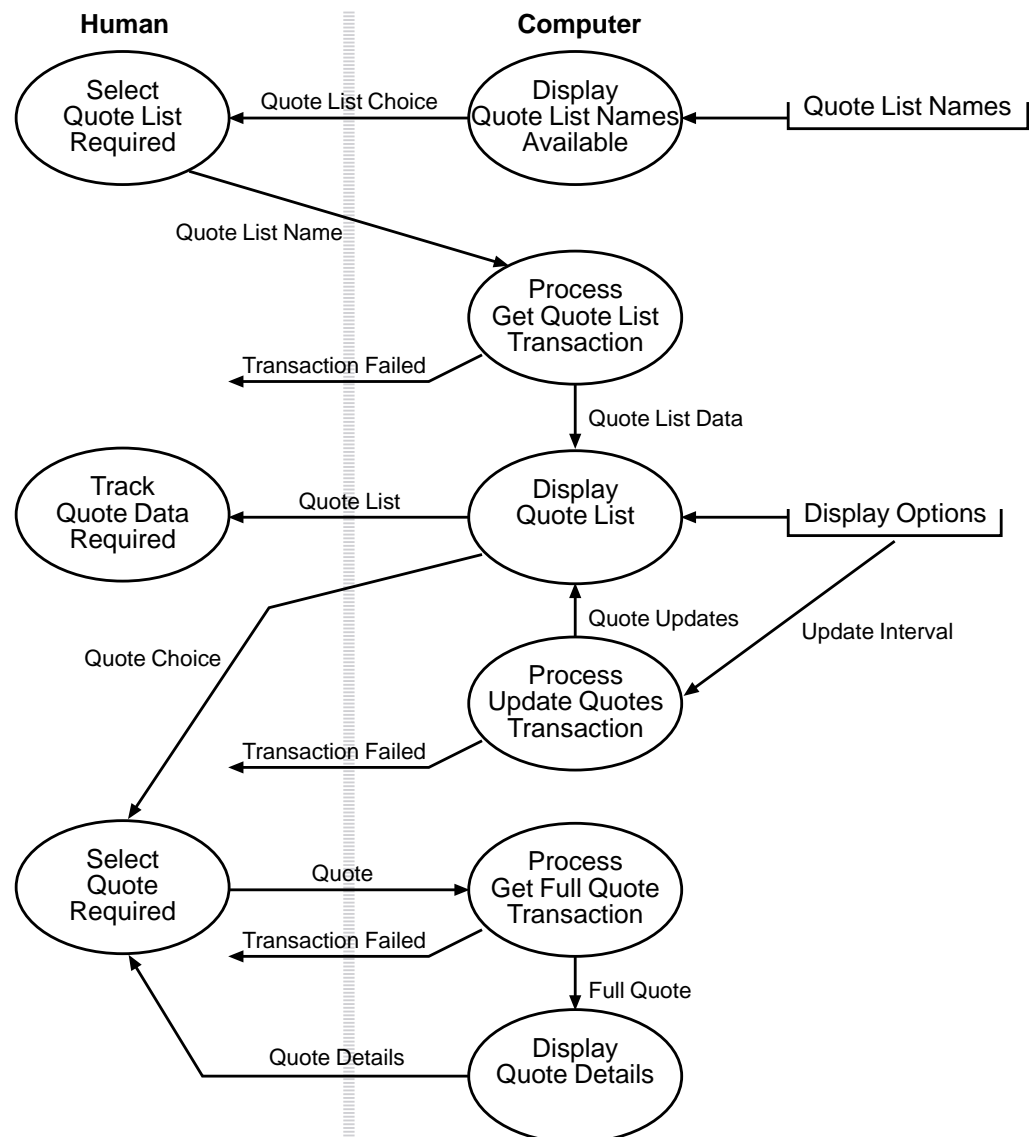 Human
Computer
Select
Quote List
Required
Quote List Choice
Display
Quote List Names
Available
Quote List Names
Quote List Name
Process
Get Quote List
Transaction
Transaction Failed
Quote List Data
Track
Quote Data
Required
Quote List
Display
Quote List
Display Options
Quote Updates
Update Interval
Quote Choice
Process
Update Quotes
Transaction
Transaction Failed
Select
Quote
Required
Quote
Process
Get Full Quote
Transaction
Transaction Failed
Full Quote
Quote Details
Display
Quote Details